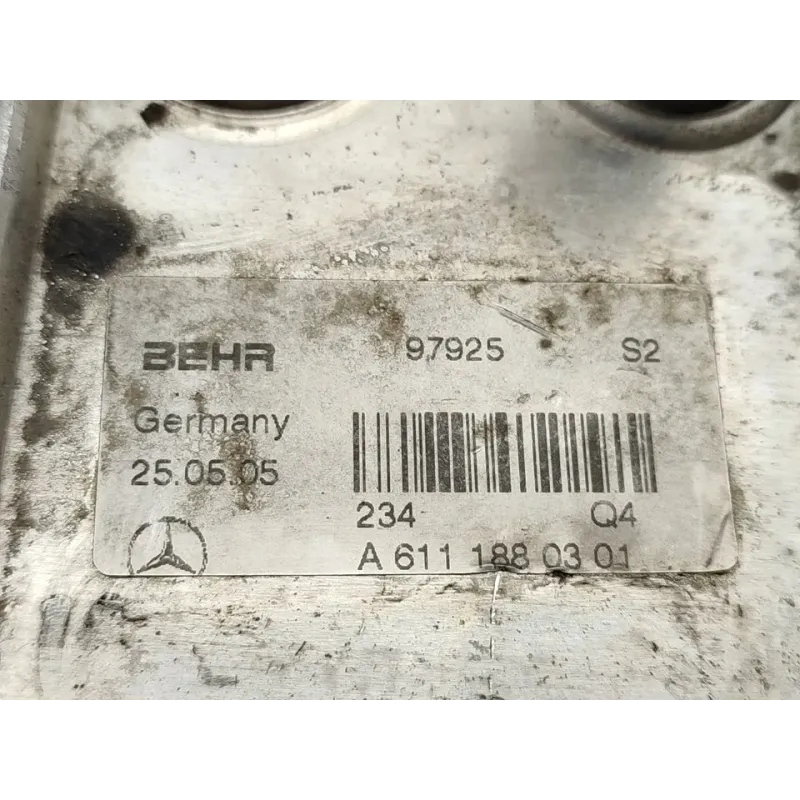 BEHR 97925 S2
Germany
25.05.05
234 Q4
A 611 188 03 01